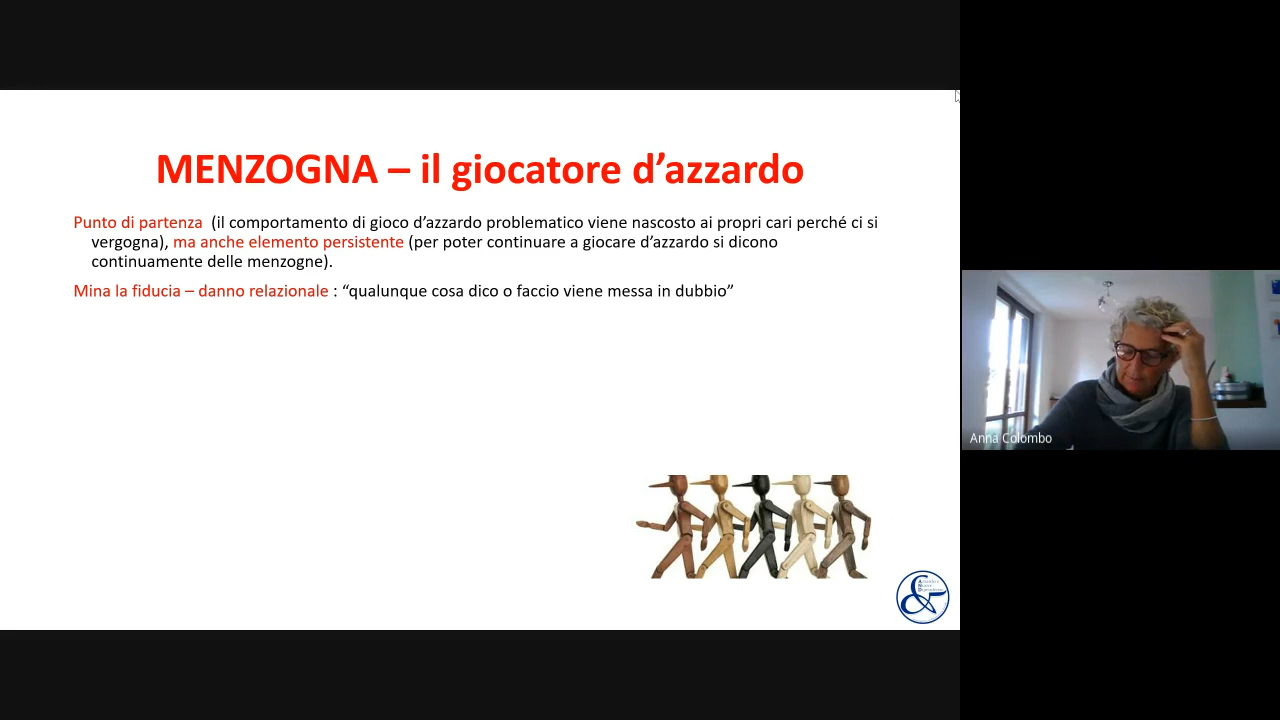 MENZOGNA – il giocatore d’azzardo
Punto di partenza (il comportamento di gioco d’azzardo problematico viene nascosto ai propri cari perché ci si
vergogna), ma anche elemento persistente (per poter continuare a giocare d’azzardo si dicono
continuamente delle menzogne).
Mina la fiducia – danno relazionale : “qualunque cosa dico o faccio viene messa in dubbio”
Anna Colombo